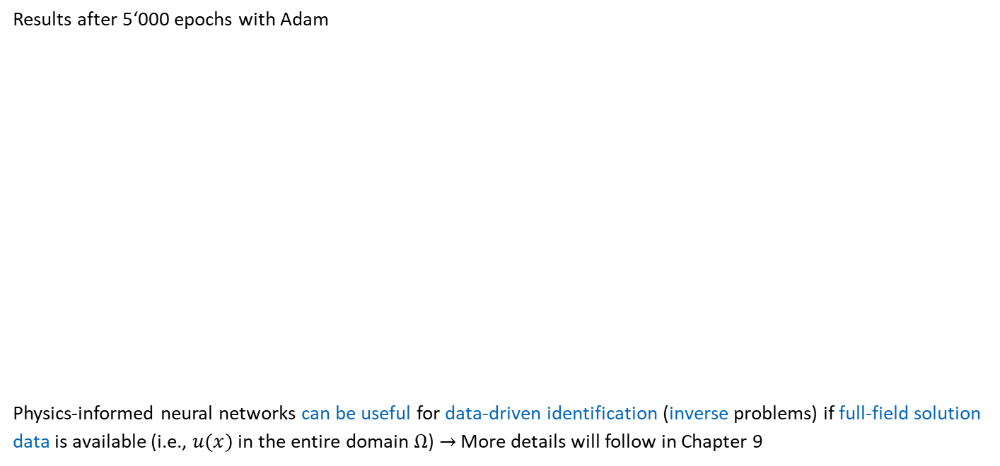 Results after 5‘000 epochs with Adam
Physics-informed neural networks can be useful for data-driven identification (inverse problems) if full-field solution
data is available (i.e., 𝑢(𝑥) in the entire domain Ω) → More details will follow in Chapter 9